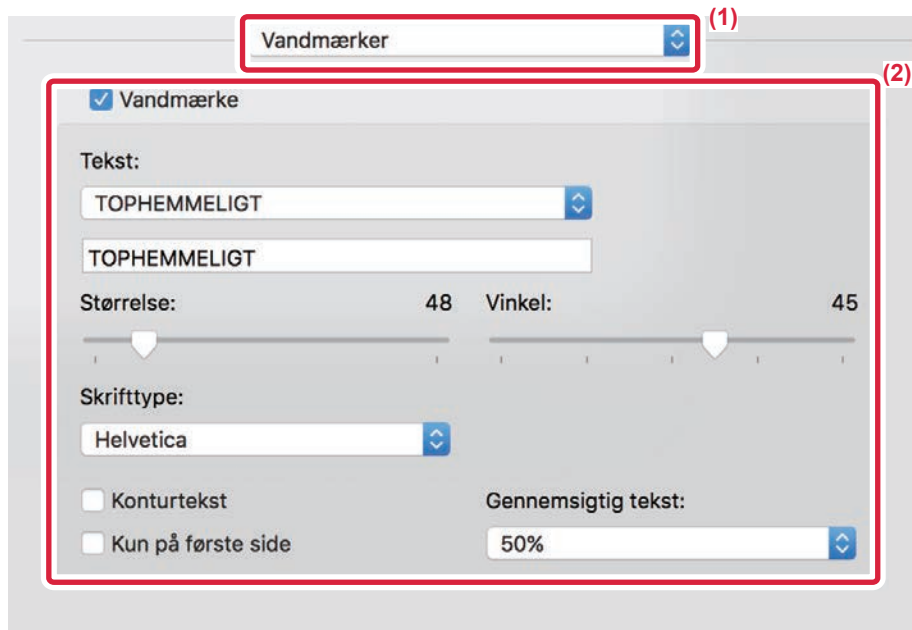 (1)
Vandmærker
(2)
Vandmærke
Tekst:
TOPHEMMELIGT
TOPHEMMELIGT
Størrelse: 48 Vinkel: 45
Skrifttype:
Helvetica
Konturtekst Gennemsigtig tekst:
Kun på første side 50%